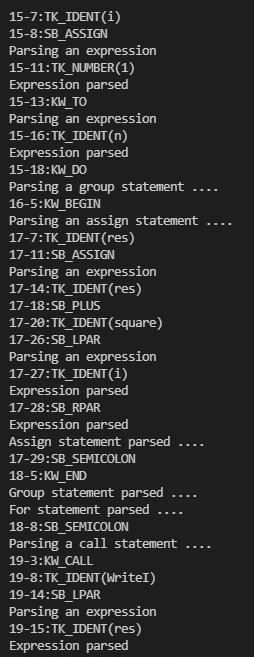 15-7:TK_IDENT(i)
15-8:SB_ASSIGN
Parsing an expression
15-11:TK_NUMBER(1)
Expression parsed
15-13:KW_TO
Parsing an expression
15-16:TK_IDENT(n)
Expression parsed
15-18:KW_DO
Parsing a group statement ....
16-5:KW_BEGIN
Parsing an assign statement ....
17-7:TK_IDENT(res)
17-11:SB_ASSIGN
Parsing an expression
17-14:TK_IDENT(res)
17-18:SB_PLUS
17-20:TK_IDENT(square)
17-26:SB_LPAR
Parsing an expression
17-27:TK_IDENT(i)
Expression parsed
17-28:SB_RPAR
Expression parsed
Assign statement parsed ....
17-29:SB_SEMICOLON
18-5:KW_END
Group statement parsed ....
For statement parsed ....
18-8:SB_SEMICOLON
Parsing a call statement ....
19-3:KW_CALL
19-8:TK_IDENT(WriteI)
19-14:SB_LPAR
Parsing an expression
19-15:TK_IDENT(res)
Expression parsed